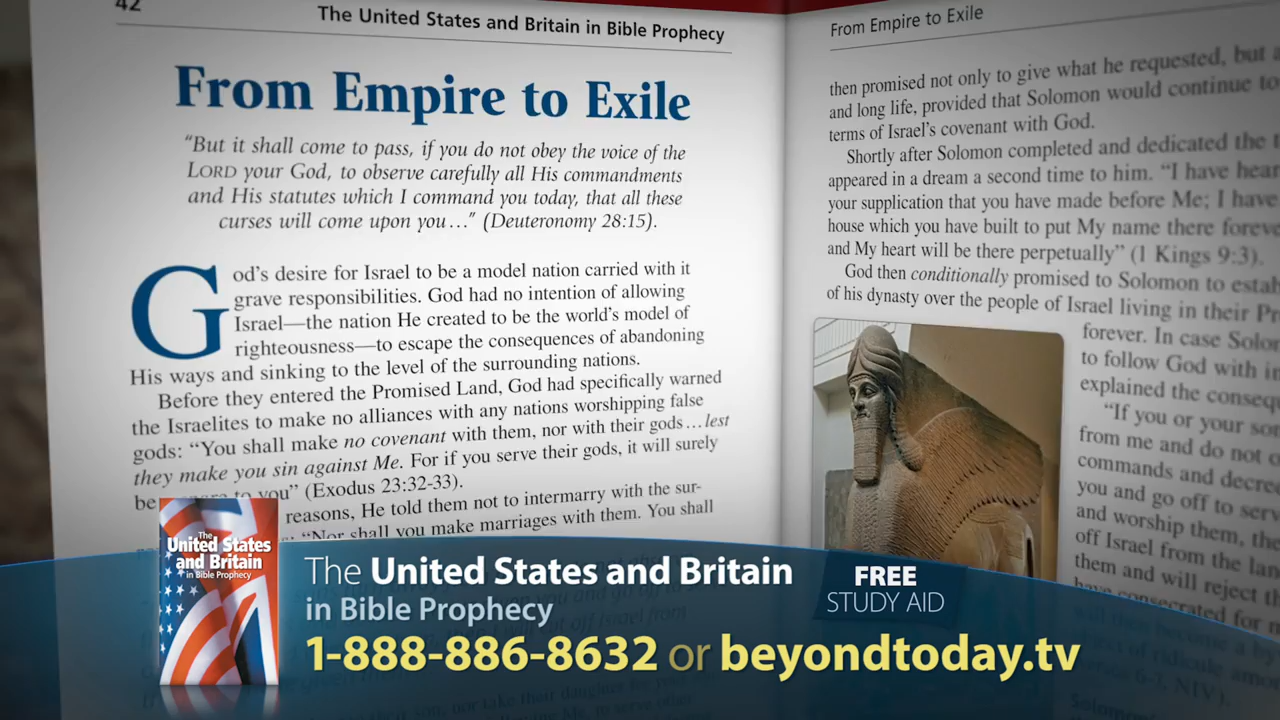 42
The United States and Britain in Bible Prophecy
From Empire to Exile
“But it shall come to pass, if you do not obey the voice of the
LORD your God, to observe carefully all His commandments
and His statutes which I command you today, that all these
curses will come upon you…” (Deuteronomy 28:15).
God’s desire for Israel to be a model nation carried with it
grave responsibilities. God had no intention of allowing
Israel—the nation He created to be the world’s model of
righteousness—to escape the consequences of abandoning
His ways and sinking to the level of the surrounding nations.
Before they entered the Promised Land, God had specifically warned
the Israelites to make no alliances with any nations worshipping false
gods: “You shall make no covenant with them, nor with their gods…lest
they make you sin against Me. For if you serve their gods, it will surely
be to you” (Exodus 23:32-33).
reasons, He told them not to intermarry with the sur-
“Nor shall you make marriages with them. You shall
From Empire to Exile
then promised not only to give what he requested, but
and long life, provided that Solomon would continue to
terms of Israel’s covenant with God.
Shortly after Solomon completed and dedicated the
appeared in a dream a second time to him. “I have
your supplication that you have made before Me; I have
house which you have built to put My name there
and My heart will be there perpetually” (1 Kings 9:3).
God then conditionally promised to Solomon to
of his dynasty over the people of Israel living in their
forever. In case
to follow God with
explained the
“If you or your
from me and do not
commands and
you and go off to
and worship them,
off Israel from the
them and will reject
have consecrated for
The
United States
and Britain
in Bible Prophecy
The United States and Britain
in Bible Prophecy
FREE
STUDY AID
1-888-886-8632 or beyondtoday.tv